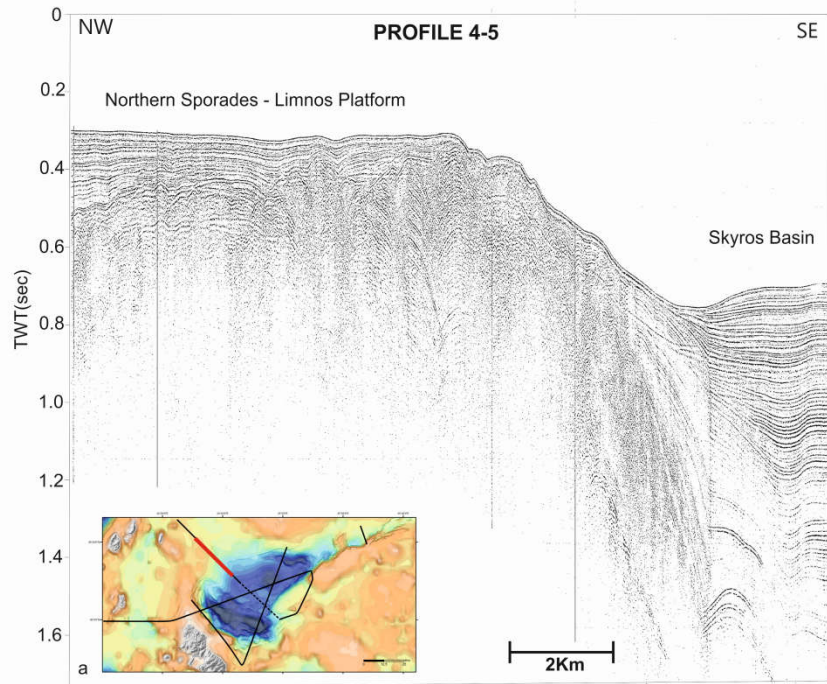 NW
PROFILE 4-5
SE
0
0.2
0.4
0.6
0.8
1.0
1.2
1.4
1.6
TWT(sec)
Northern Sporades - Limnos Platform
Skyros Basin
a
2Km